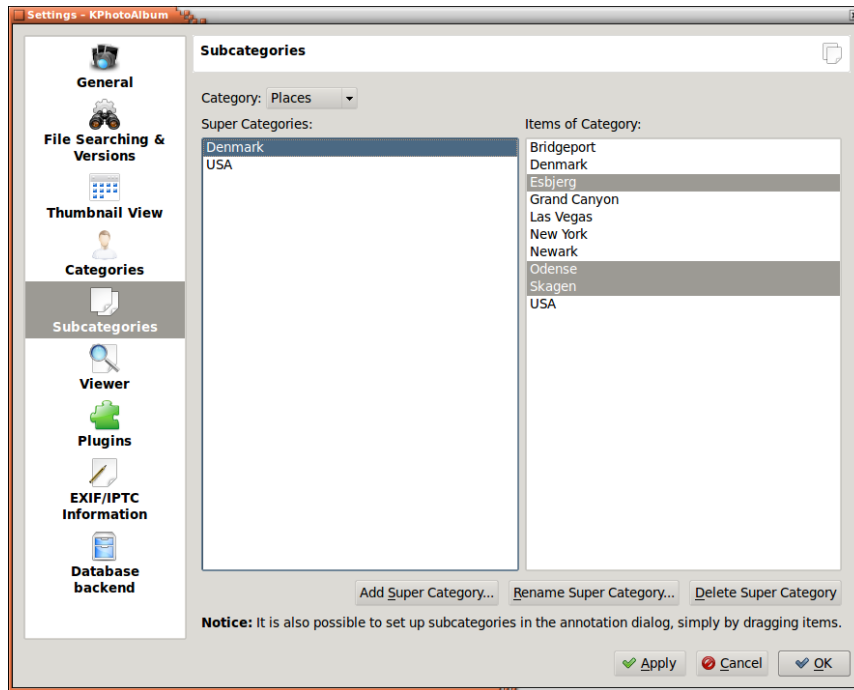 Settings – KPhotoAlbum
General
File Searching &
Versions
Thumbnail View
Categories
Subcategories
Viewer
Plugins
EXIF/IPTC
Information
Database
backend
Subcategories
Category: Places
Super Categories:
Denmark
USA
Items of Category:
Bridgeport
Denmark
Esbjerg
Grand Canyon
Las Vegas
New York
Newark
Odense
Skagen
USA
Add Super Category... Rename Super Category... Delete Super Category
Notice: It is also possible to set up subcategories in the annotation dialog, simply by dragging items.
Apply Cancel OK